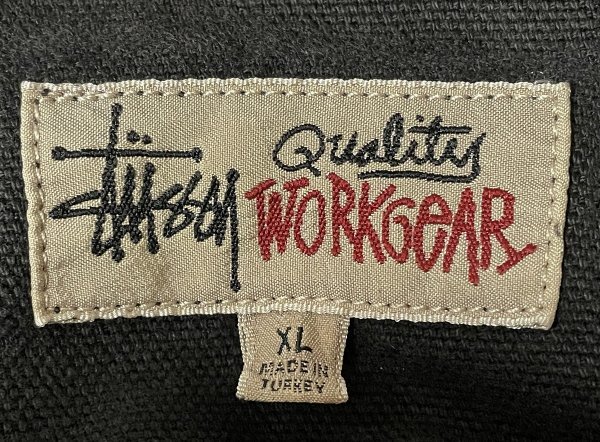 Stüssy
Quality
WORKGEAR
XL
MADE IN
TURKEY